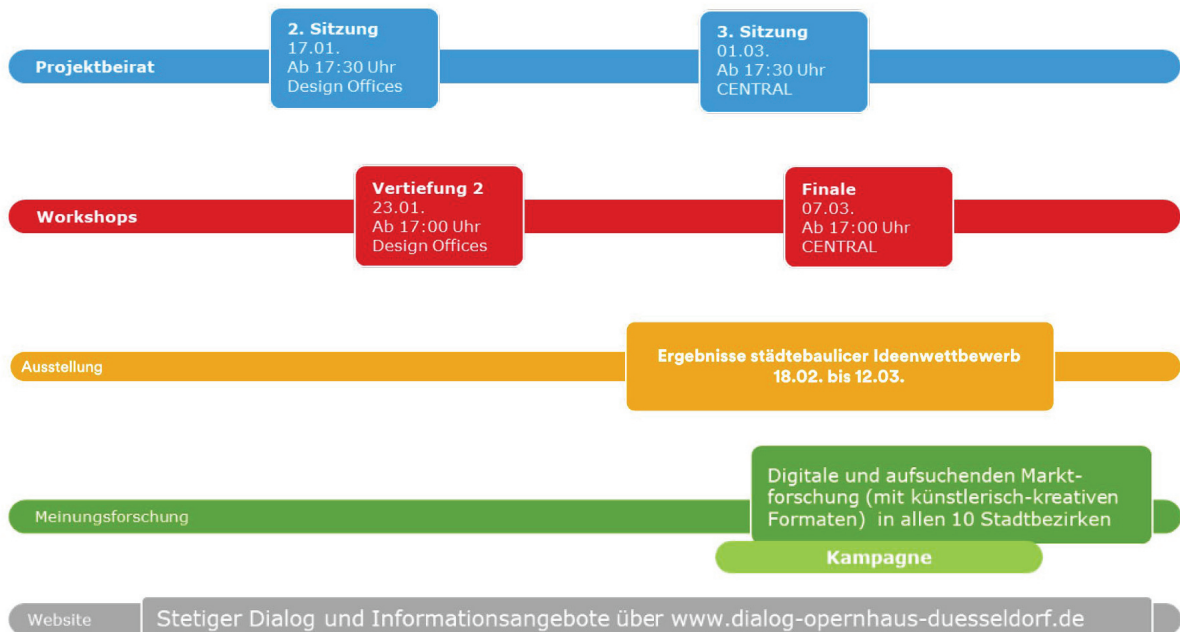 Projektbeirat
2. Sitzung
17.01.
Ab 17:30 Uhr
Design Offices
3. Sitzung
01.03.
Ab 17:30 Uhr
CENTRAL
Workshops
Vertiefung 2
23.01.
Ab 17:00 Uhr
Design Offices
Finale
07.03.
Ab 17:00 Uhr
CENTRAL
Ausstellung
Ergebnisse städtebaulicer Ideenwettbewerb
18.02. bis 12.03.
Meinungsforschung
Digitale und aufsuchenden Markt-
forschung (mit künstlerisch-kreativen
Formaten) in allen 10 Stadtbezirken
Kampagne
Website
Stetiger Dialog und Informationsangebote über www.dialog-opernhaus-duesseldorf.de